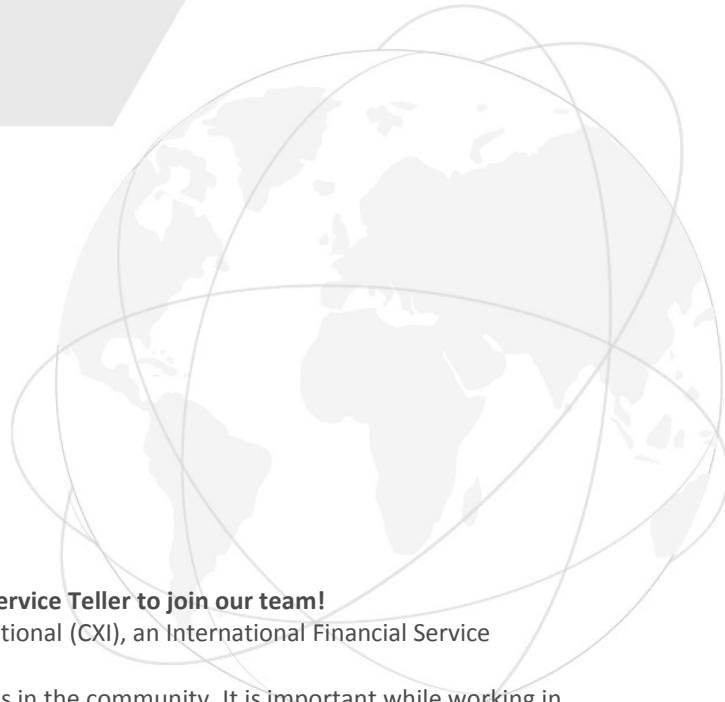 ervice Teller to join our team!
tional (CXI), an International Financial Service
s in the community. It is important while working in